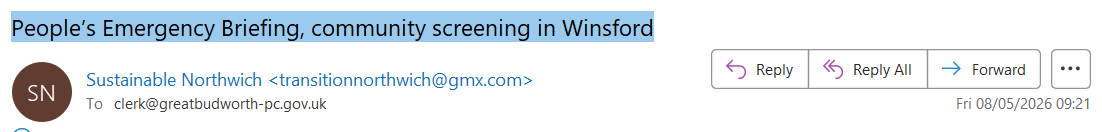 People’s Emergency Briefing, community screening in Winsford
SN
Sustainable Northwich <transitionnorthwich@gmx.com>
To clerk@greatbudworth-pc.gov.uk
Reply
Reply All
Forward
Fri 08/05/2026 09:21